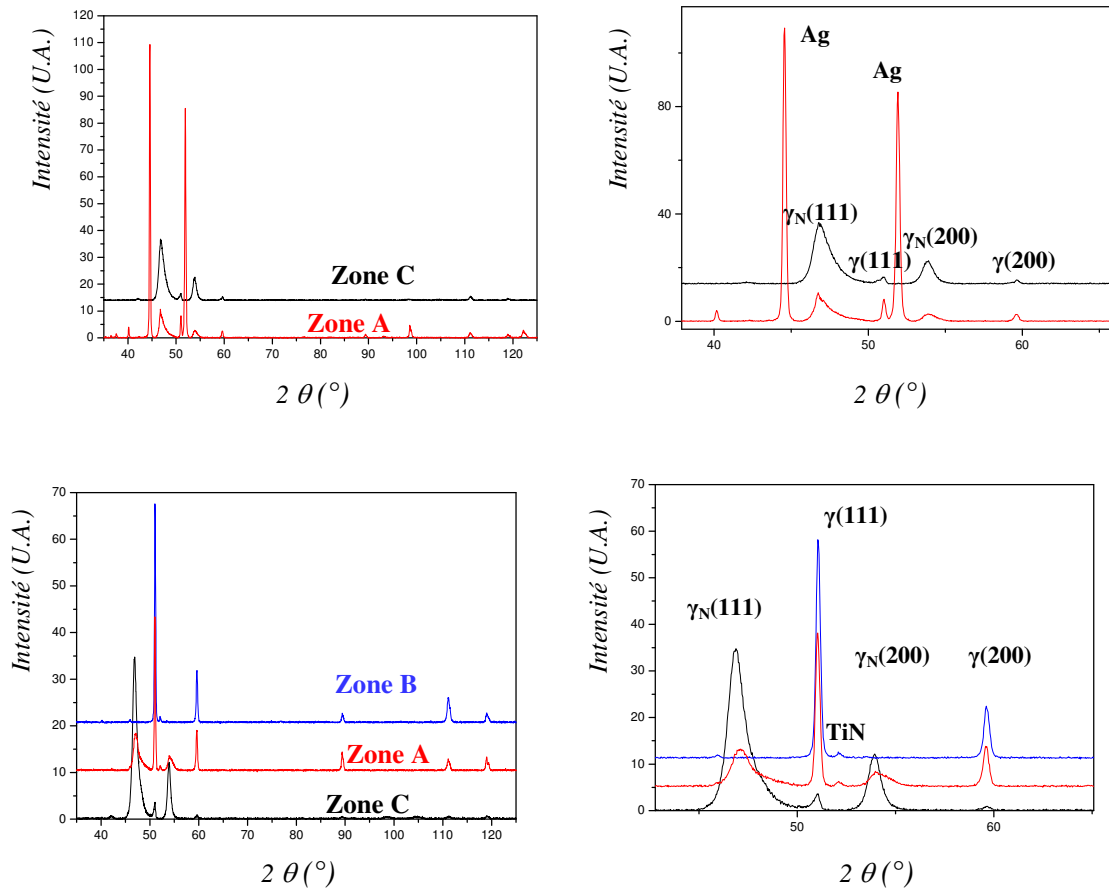 120
110
100
90
80
70
60
50
40
30
20
10
0
Intensité (U.A.)
Zone C
Zone A
40 50 60 70 80 90 100 110 120
2 θ (°)
80
40
0
Intensité (U.A.)
Ag
Ag
γN(111)
γN(200)
γ(111)
γ(200)
40 50 60
2 θ (°)
70
60
50
40
30
20
10
0
Intensité (U.A.)
Zone B
Zone A
Zone C
40 50 60 70 80 90 100 110 120
2 θ (°)
70
60
50
40
30
20
10
0
Intensité (U.A.)
γ(111)
γN(111)
γN(200)
γ(200)
TiN
50 60
2 θ (°)